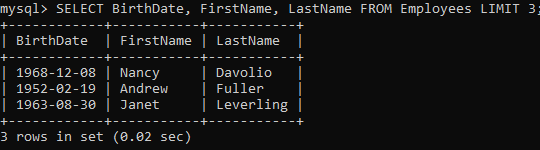 mysql> SELECT BirthDate, FirstName, LastName FROM Employees LIMIT 3;
+------------+-----------+-----------+
| BirthDate  | FirstName | LastName  |
+------------+-----------+-----------+
| 1968-12-08 | Nancy     | Davolio   |
| 1952-02-19 | Andrew    | Fuller    |
| 1963-08-30 | Janet     | Leverling |
+------------+-----------+-----------+
3 rows in set (0.02 sec)